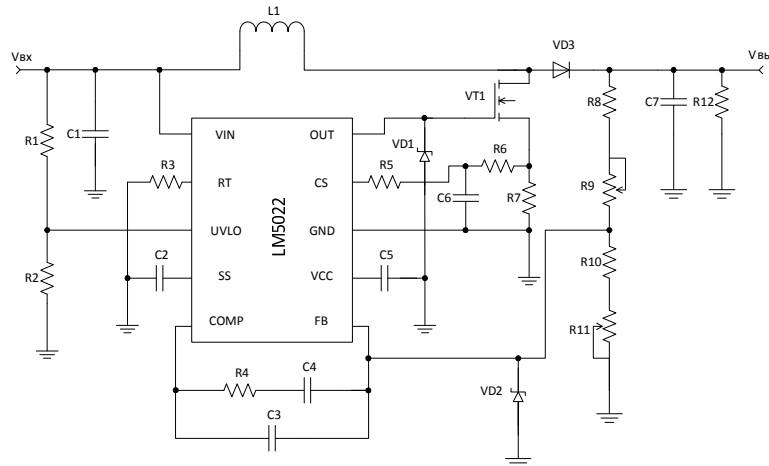 L1
Vвх
VD3
Vвы
VT1
R8
C7
R12
R1
C1
VIN
OUT
VD1
R3
R5
R6
RT
CS
C6
R7
R9
UVLO
GND
LM5022
R2
C2
SS
VCC
C5
R10
COMP
FB
R11
R4
C4
VD2
C3